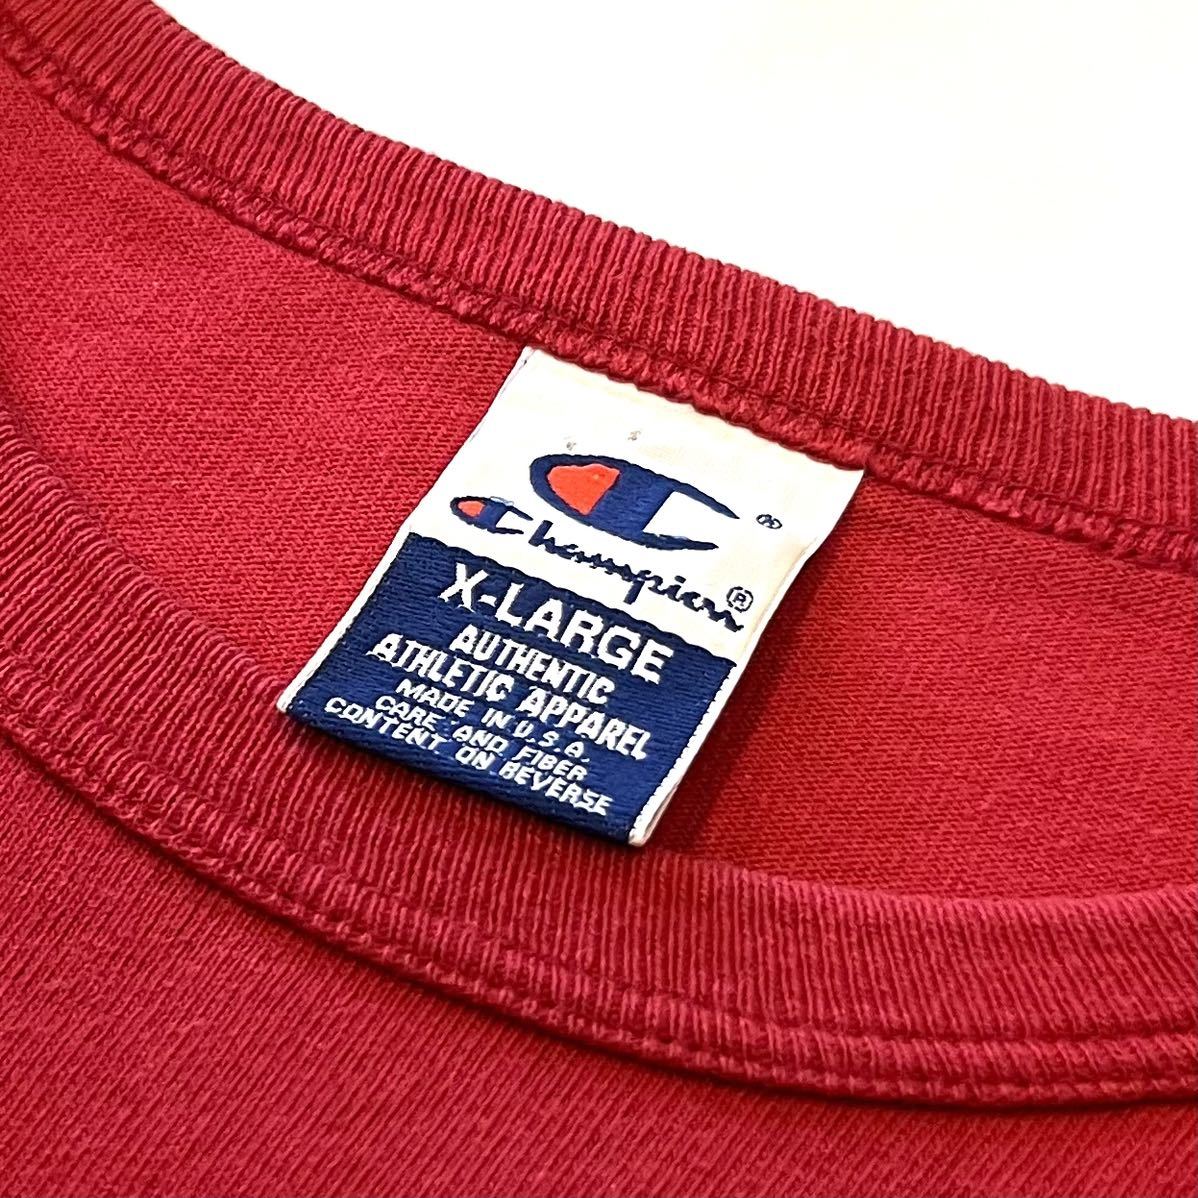 Champion®
X-LARGE
AUTHENTIC
ATHLETIC APPAREL
MADE IN U.S.A.
CARE AND FIBER
CONTENT ON REVERSE